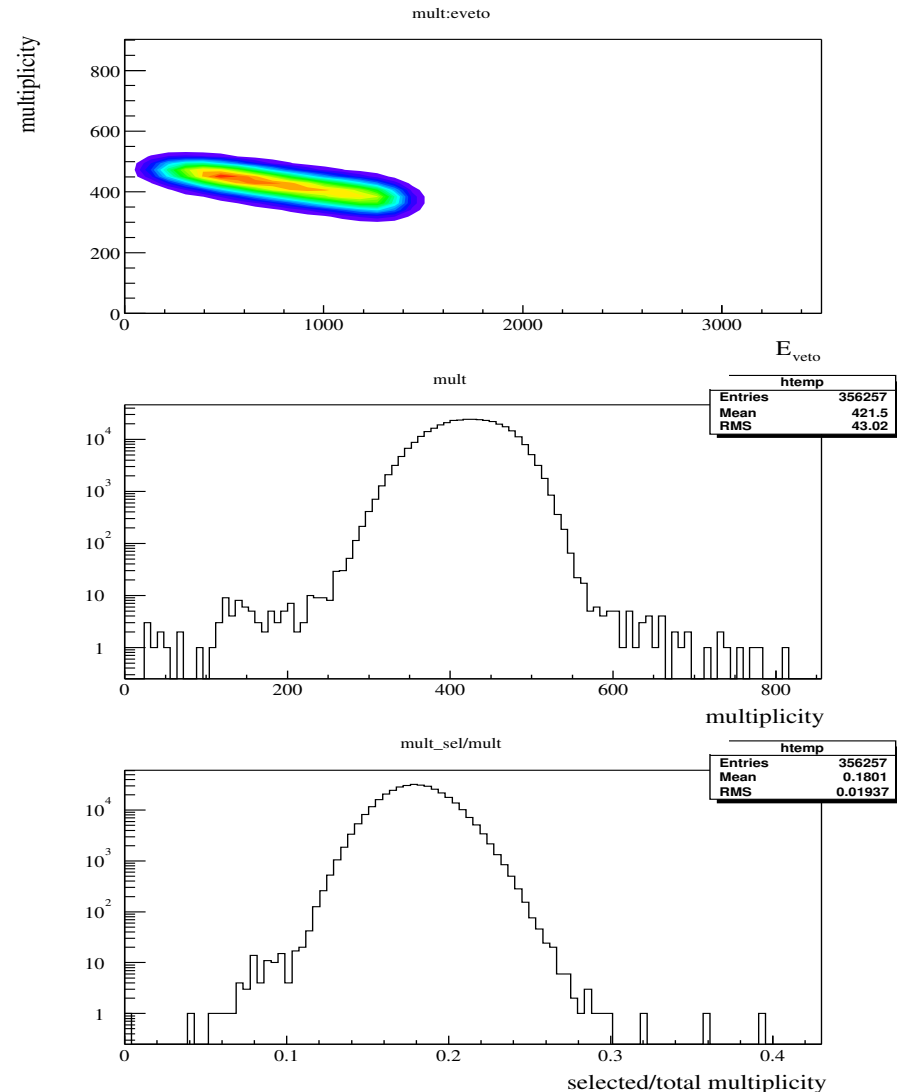 mult:eveto
multiplicity
800
600
400
200
0
0 1000 2000 3000
E_veto
mult
htemp
Entries 356257
Mean 421.5
RMS 43.02
10^4
10^3
10^2
10
1
0 200 400 600 800
multiplicity
mult_sel/mult
htemp
Entries 356257
Mean 0.1801
RMS 0.01937
10^4
10^3
10^2
10
1
0 0.1 0.2 0.3 0.4
selected/total multiplicity